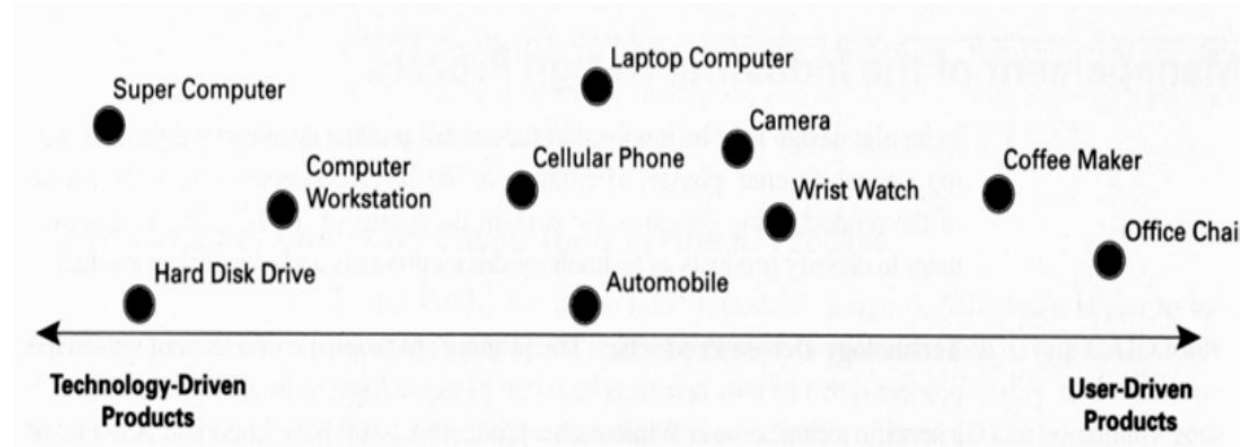 Laptop Computer
Super Computer
Camera
Computer
Workstation
Cellular Phone
Coffee Maker
Wrist Watch
Office Chair
Hard Disk Drive
Automobile
Technology-Driven
Products
User-Driven
Products